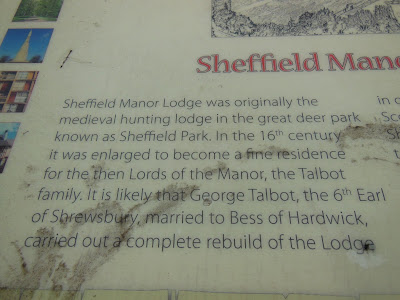 Sheffield Mano
Sheffield Manor Lodge was originally the
medieval hunting lodge in the great deer park
known as Sheffield Park. In the 16th century
it was enlarged to become a fine residence
for the then Lords of the Manor, the Talbot
family. It is likely that George Talbot, the 6th Earl
of Shrewsbury, married to Bess of Hardwick,
carried out a complete rebuild of the Lodge
in